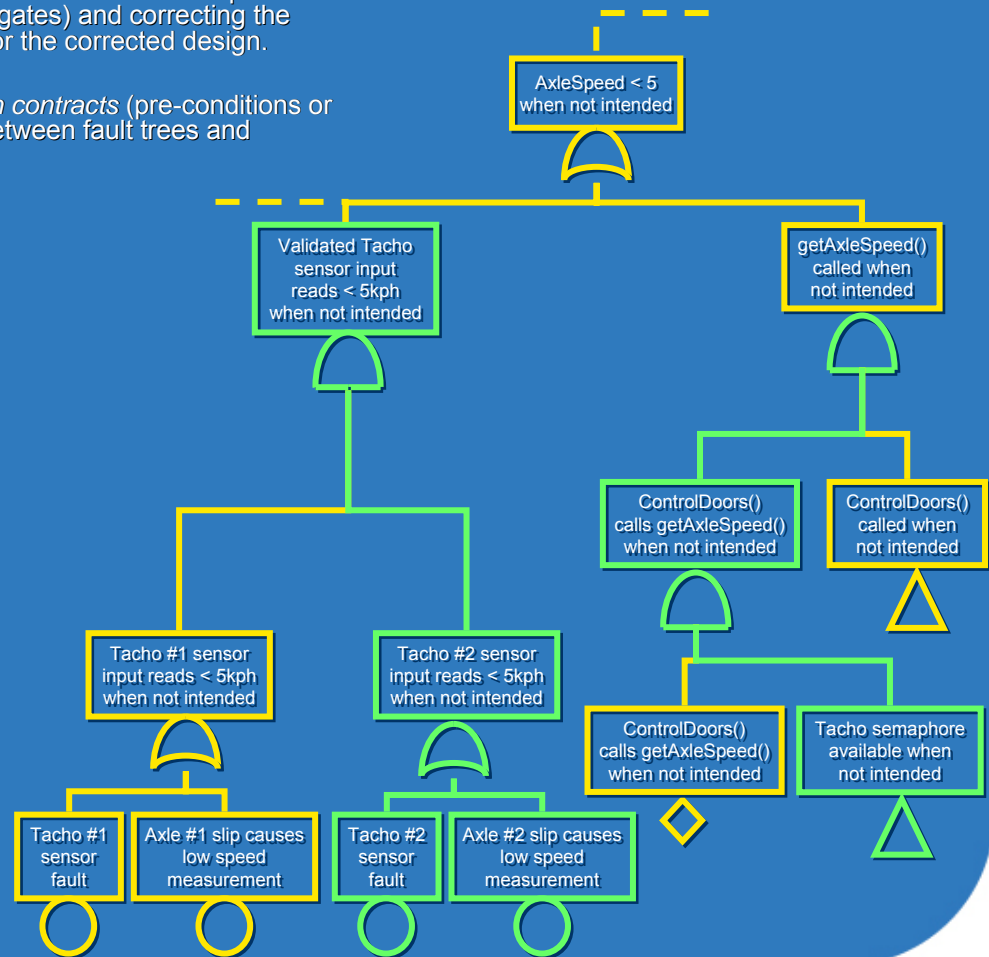 gates) and correcting the
or the corrected design.
contracts (pre-conditions or
etween fault trees and
AxleSpeed < 5
when not intended
Validated Tacho
sensor input
reads < 5kph
when not intended
getAxleSpeed()
called when
not intended
ControlDoors()
calls getAxleSpeed()
when not intended
ControlDoors()
called when
not intended
Tacho #1 sensor
input reads < 5kph
when not intended
Tacho #2 sensor
input reads < 5kph
when not intended
ControlDoors()
calls getAxleSpeed()
when not intended
Tacho semaphore
available when
not intended
Tacho #1
sensor
fault
Axle #1 slip causes
low speed
measurement
Tacho #2
sensor
fault
Axle #2 slip causes
low speed
measurement